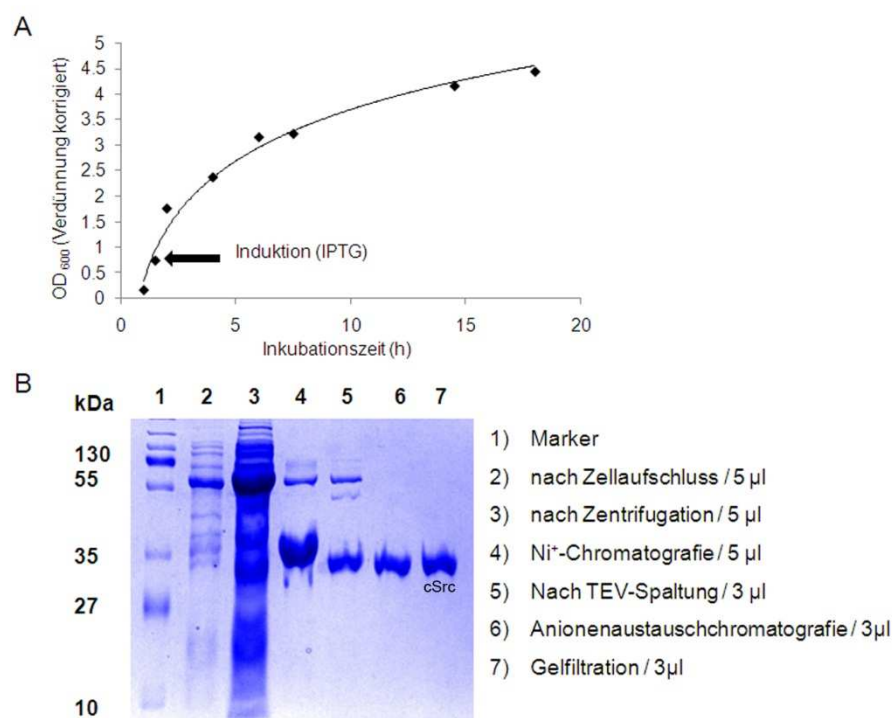 A
5
4.5
4
3.5
3
2.5
2
1.5
1
0.5
0
OD600 (Verdünnung korrigiert)
Induktion (IPTG)
0 5 10 15 20
Inkubationszeit (h)
B
kDa 1 2 3 4 5 6 7
130
55
35
27
10
cSrc
1) Marker
2) nach Zellaufschluss / 5 µl
3) nach Zentrifugation / 5 µl
4) Ni⁺-Chromatografie / 5 µl
5) Nach TEV-Spaltung / 3 µl
6) Anionenaustauschchromatografie / 3µl
7) Gelfiltration / 3µl